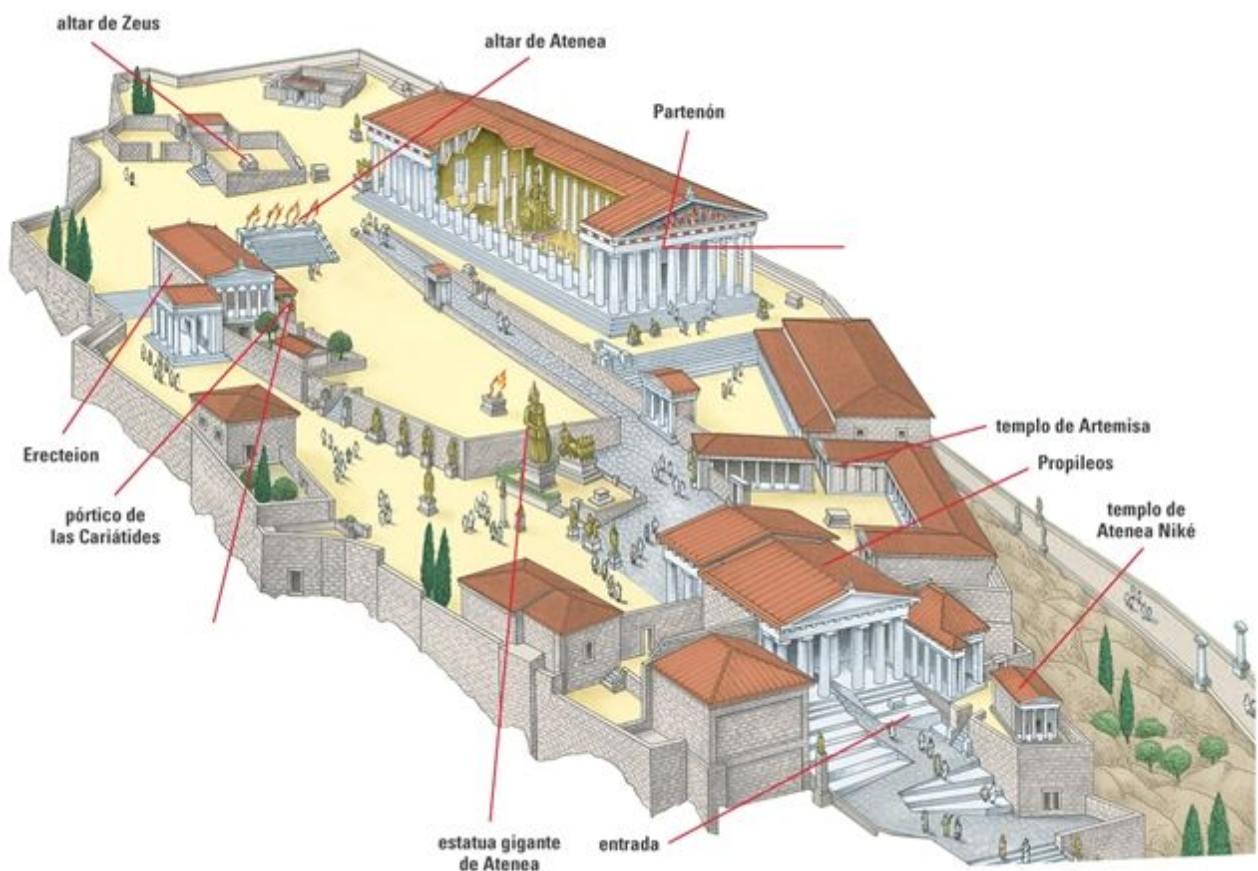 altar de Zeus
altar de Atenea
Partenón
templo de Artemisa
Propileos
templo de
Atenea Niké
Erecteion
pórtico de
las Cariátides
estatua gigante
de Atenea
entrada